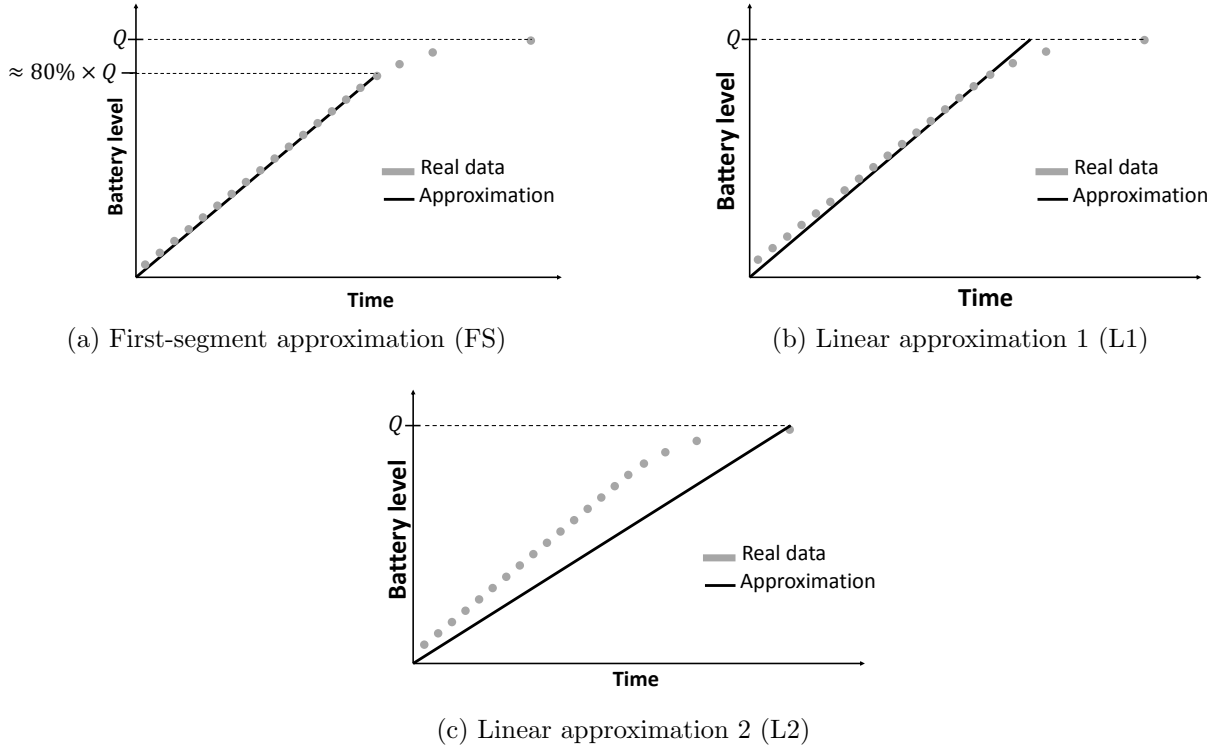 Q
≈ 80% × Q
Battery level
Real data
Approximation
Time
(a) First-segment approximation (FS)
Q
Battery level
Real data
Approximation
Time
(b) Linear approximation 1 (L1)
Q
Battery level
Real data
Approximation
Time
(c) Linear approximation 2 (L2)